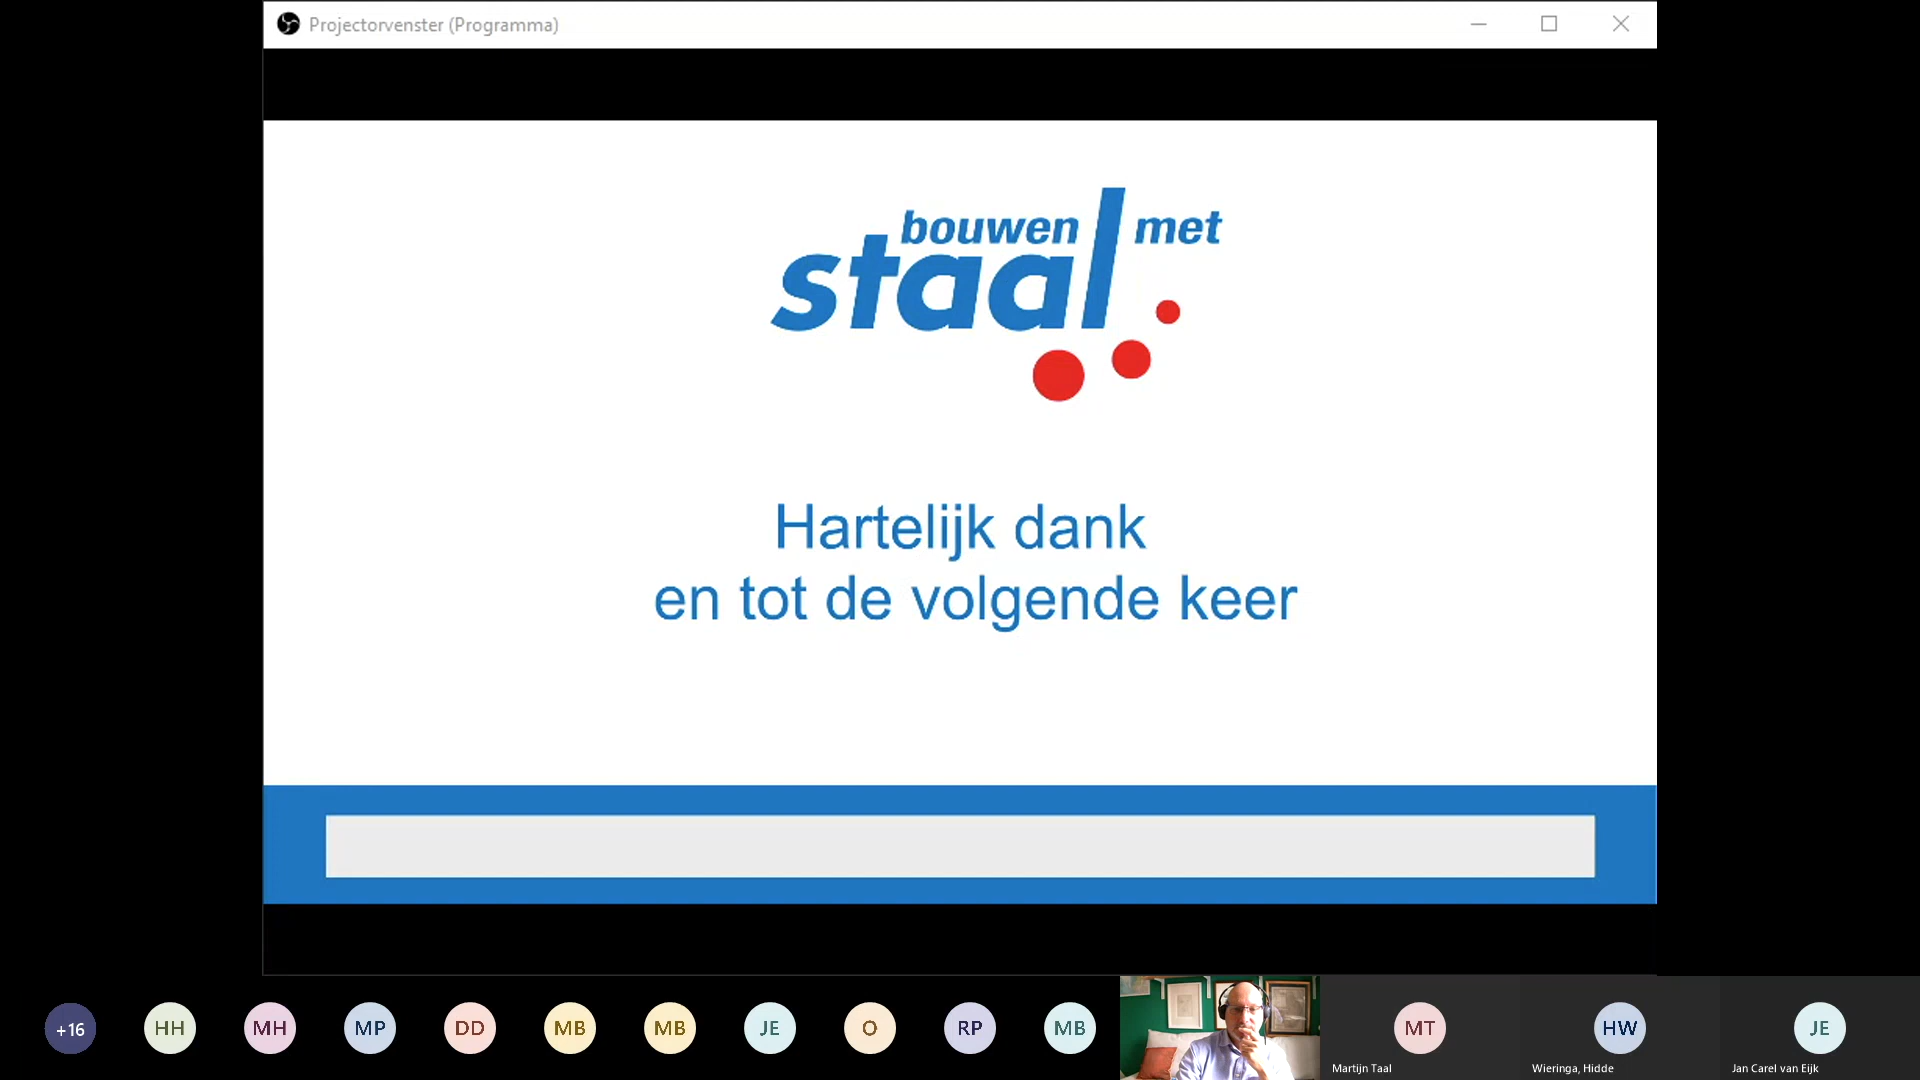 Projectorvenster (Programma)
bouwen met
staal
Hartelijk dank
en tot de volgende keer
+16
HH
MH
MP
DD
MB
MB
JE
O
RP
MB
MT
HW
JE
Martijn Taal
Wieringa, Hidde
Jan Carel van Eijk